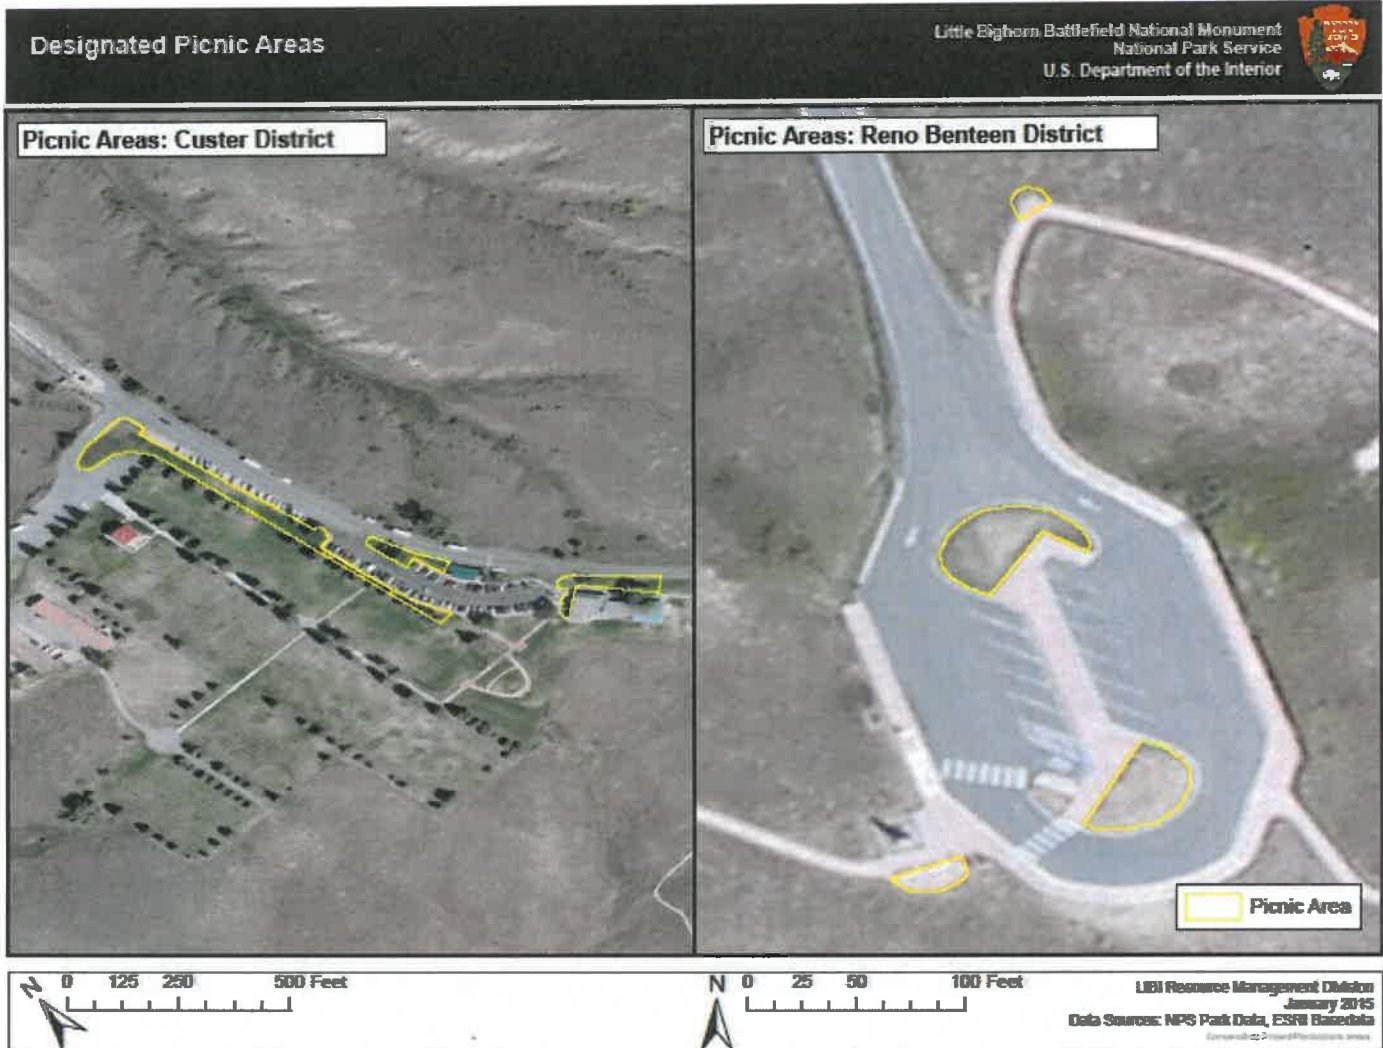 Designated Picnic Areas
Little Bighorn Battlefield National Monument
National Park Service
U.S. Department of the Interior
Picnic Areas: Custer District
Picnic Areas: Reno Benteen District
Picnic Area
N
0 125 250 500 Feet
N
0 25 50 100 Feet
LIBI Resource Management Division
January 2015
Data Sources: NPS Park Data, ESRI Basedata